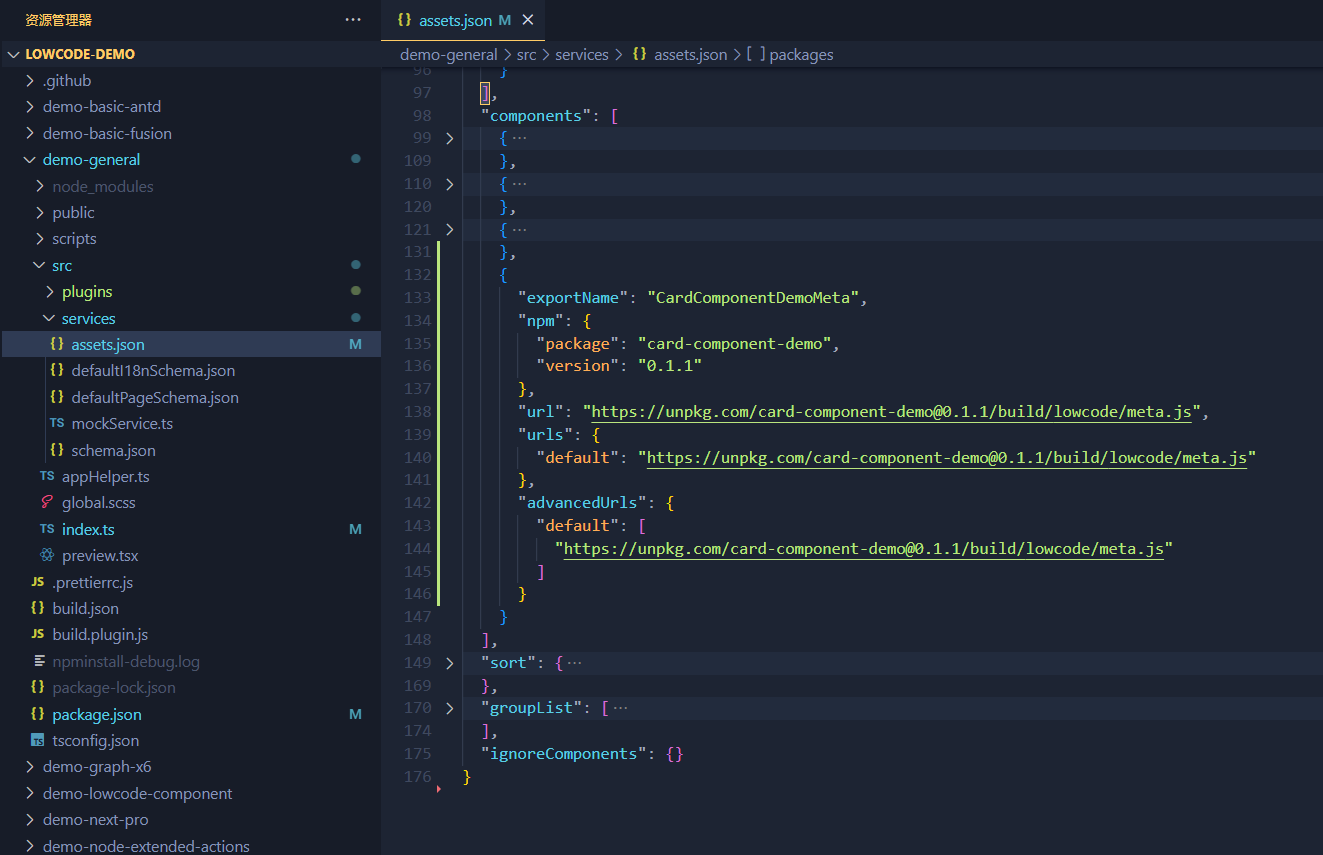 资源管理器 ···
LOWCODE-DEMO
.github
demo-basic-antd
demo-basic-fusion
demo-general
node_modules
public
scripts
src
plugins
services
{} assets.json M
{} defaultI18nSchema.json
{} defaultPageSchema.json
TS mockService.ts
{} schema.json
TS appHelper.ts
global.scss
TS index.ts M
preview.tsx
JS .prettierrc.js
{} build.json
JS build.plugin.js
npminstall-debug.log
{} package-lock.json
{} package.json M
TS tsconfig.json
demo-graph-x6
demo-lowcode-component
demo-next-pro
demo-node-extended-actions
{} assets.json M ×
demo-general > src > services > {} assets.json > [ ] packages
96 }
97 ],
98 "components": [
99 { ···
109 },
110 { ···
120 },
121 { ···
131 },
132 {
133 "exportName": "CardComponentDemoMeta",
134 "npm": {
135 "package": "card-component-demo",
136 "version": "0.1.1"
137 },
138 "url": "https://unpkg.com/card-component-demo@0.1.1/build/lowcode/meta.js",
139 "urls": {
140 "default": "https://unpkg.com/card-component-demo@0.1.1/build/lowcode/meta.js"
141 },
142 "advancedUrls": {
143 "default": [
144 "https://unpkg.com/card-component-demo@0.1.1/build/lowcode/meta.js"
145 ]
146 }
147 }
148 ],
149 "sort": { ···
169 },
170 "groupList": [ ···
174 ],
175 "ignoreComponents": {}
176 }